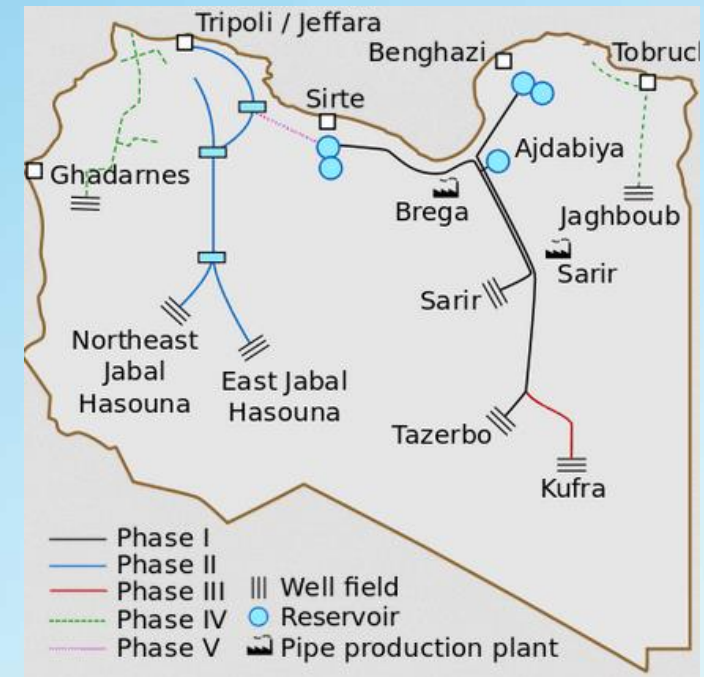 Tripoli / Jeffara
Benghazi
Tobruc
Sirte
Ajdabiya
Ghadarnes
Brega
Jaghboub
Sarir
Sarir
Northeast
Jabal
Hasouna
East Jabal
Hasouna
Tazerbo
Kufra
Phase I
Phase II
Phase III
Phase IV
Phase V
Well field
Reservoir
Pipe production plant